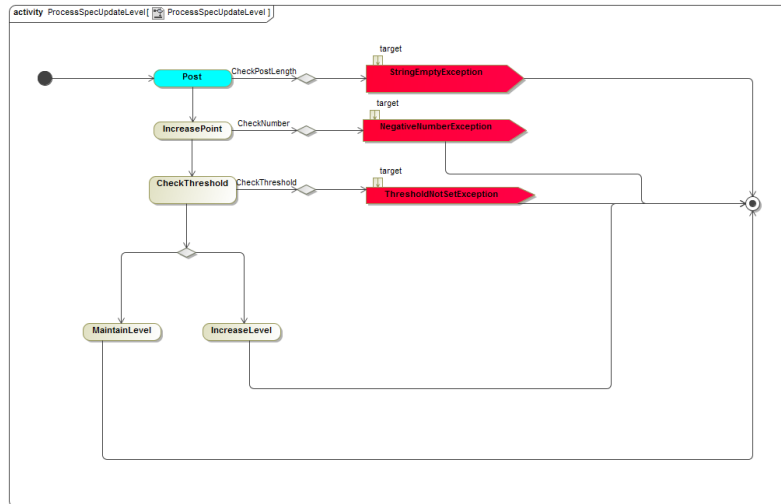 activity ProcessSpecUpdateLevel[ ProcessSpecUpdateLevel ]
target
Post
CheckPostLength
StringEmptyException
target
IncreasePoint
CheckNumber
NegativeNumberException
target
CheckThreshold
CheckThreshold
ThresholdNotSetException
MaintainLevel
IncreaseLevel